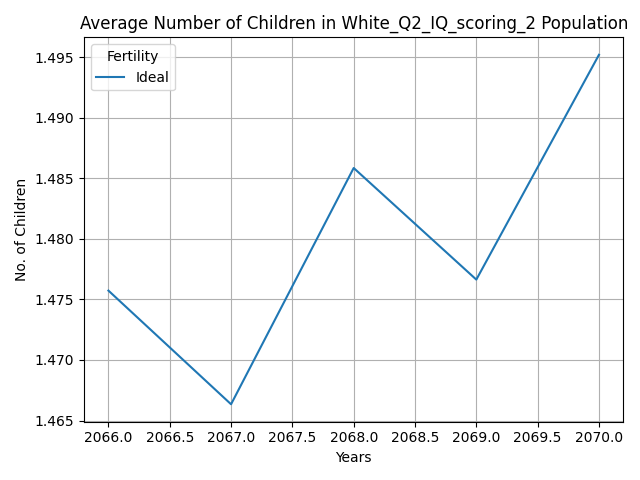 Average Number of Children in White_Q2_IQ_scoring_2 Population
Fertility
Ideal
1.495
1.490
1.485
1.480
1.475
1.470
1.465
No. of Children
2066.0 2066.5 2067.0 2067.5 2068.0 2068.5 2069.0 2069.5 2070.0
Years